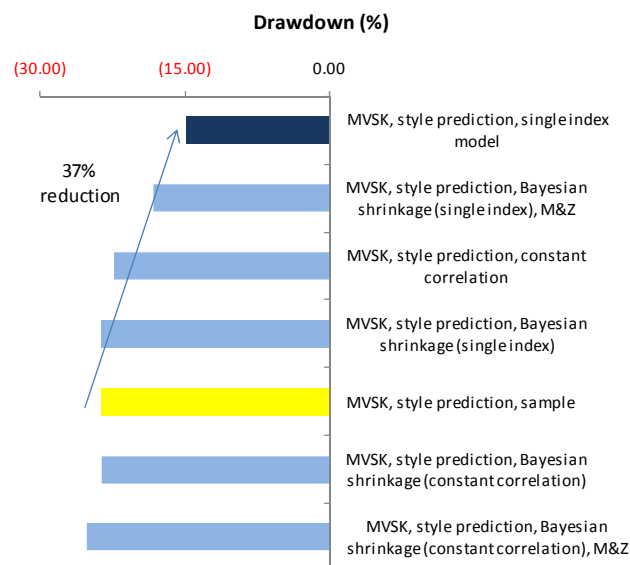 Drawdown (%)
(30.00) (15.00) 0.00
MVSK, style prediction, single index
model
37%
reduction
MVSK, style prediction, Bayesian
shrinkage (single index), M&Z
MVSK, style prediction, constant
correlation
MVSK, style prediction, Bayesian
shrinkage (single index)
MVSK, style prediction, sample
MVSK, style prediction, Bayesian
shrinkage (constant correlation)
MVSK, style prediction, Bayesian
shrinkage (constant correlation), M&Z